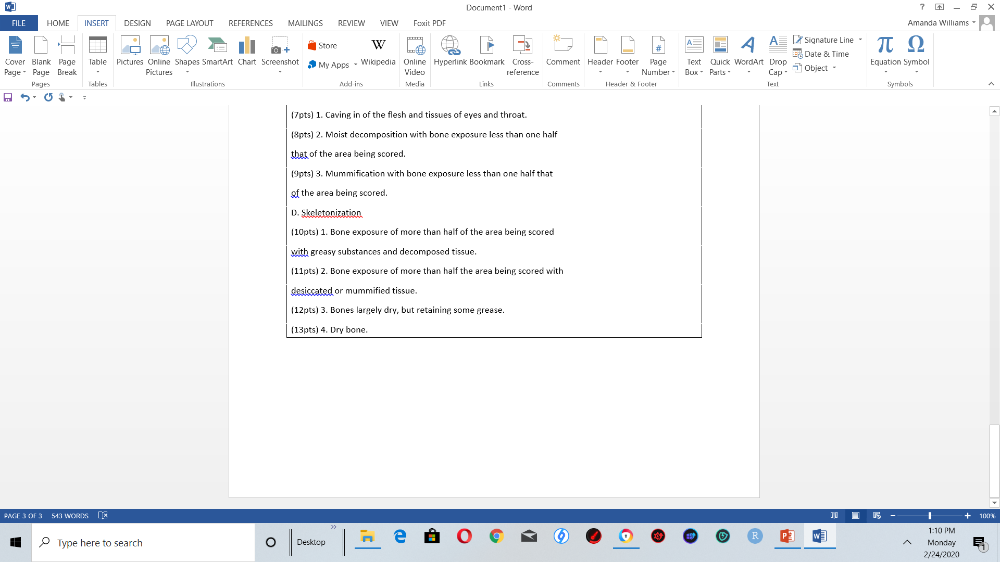 Document1 - Word
FILE HOME INSERT DESIGN PAGE LAYOUT REFERENCES MAILINGS REVIEW VIEW Foxit PDF
Amanda Williams
Cover Page
Blank Page
Page Break
Pages
Table
Tables
Pictures
Online Pictures
Shapes
SmartArt
Chart
Screenshot
Illustrations
Store
My Apps
Wikipedia
Add-ins
Online Video
Media
Hyperlink
Bookmark
Cross-reference
Links
Comment
Comments
Header
Footer
Page Number
Header & Footer
Text Box
Quick Parts
WordArt
Drop Cap
Signature Line
Date & Time
Object
Text
Equation
Symbol
Symbols
(7pts) 1. Caving in of the flesh and tissues of eyes and throat.
(8pts) 2. Moist decomposition with bone exposure less than one half
that of the area being scored.
(9pts) 3. Mummification with bone exposure less than one half that
of the area being scored.
D. Skeletonization
(10pts) 1. Bone exposure of more than half of the area being scored
with greasy substances and decomposed tissue.
(11pts) 2. Bone exposure of more than half the area being scored with
desiccated or mummified tissue.
(12pts) 3. Bones largely dry, but retaining some grease.
(13pts) 4. Dry bone.
PAGE 3 OF 3 543 WORDS
100%
Type here to search
Desktop
1:10 PM
Monday
2/24/2020
1